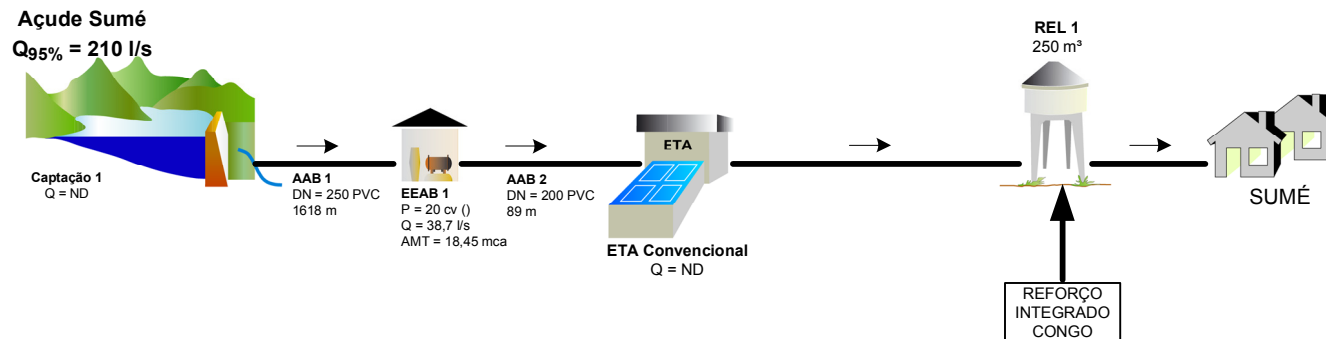 Açude Sumé
Q95% = 210 l/s
Captação 1
Q = ND
AAB 1
DN = 250 PVC
1618 m
EEAB 1
P = 20 cv ()
Q = 38,7 l/s
AMT = 18,45 mca
AAB 2
DN = 200 PVC
89 m
ETA
ETA Convencional
Q = ND
REL 1
250 m³
REFORÇO
INTEGRADO
CONGO
SUMÉ